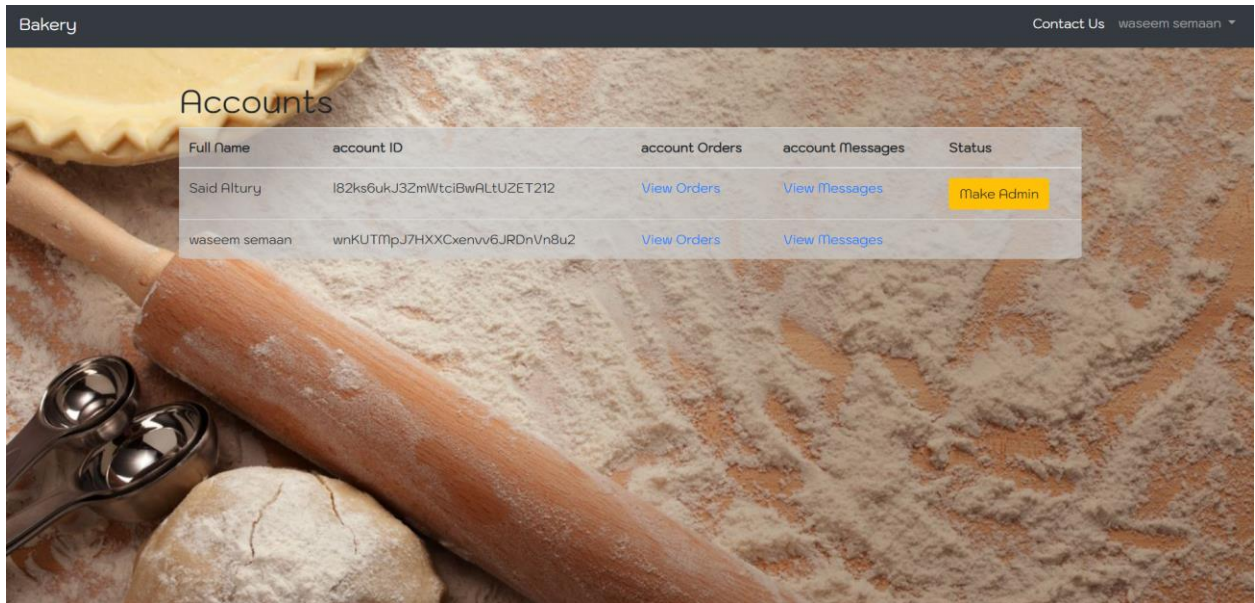 Bakery Contact Us waseem semaan
Accounts
Full Name account ID account Orders account Messages Status
Said Altury l82ks6ukJ3ZmWtciBwALtUZET212 View Orders View Messages Make Admin
waseem semaan wnKUTMpJ7HXXCxenvv6JRDnVn8u2 View Orders View Messages